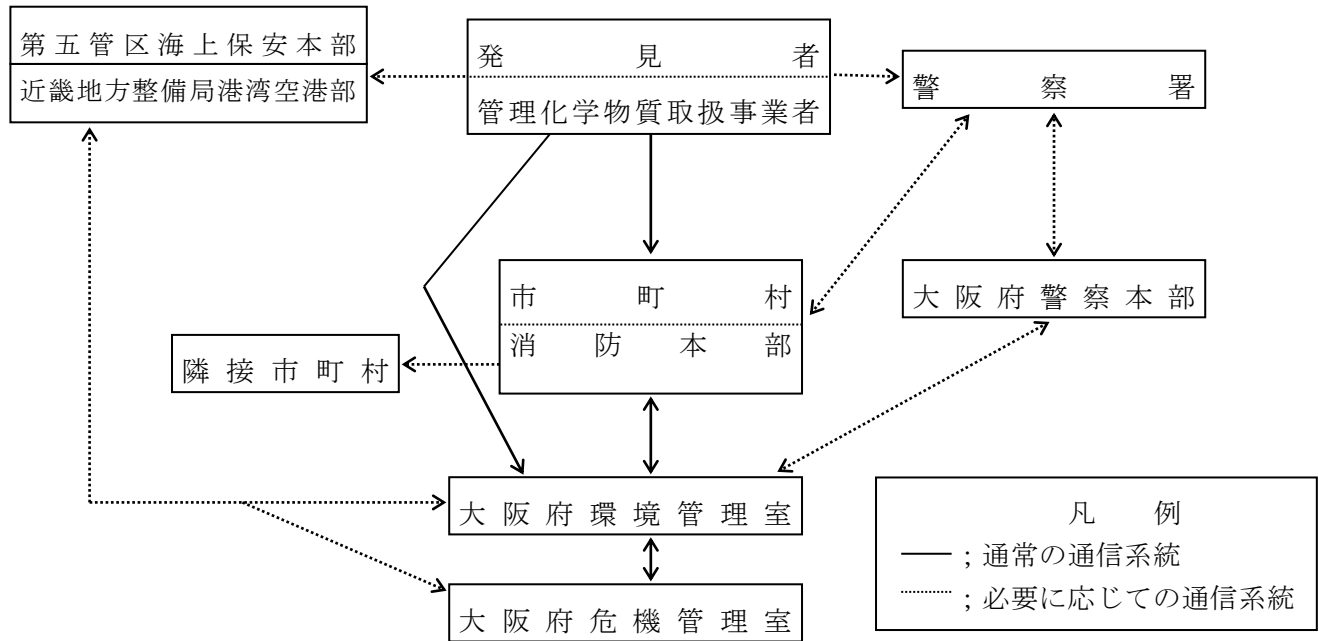 第五管区海上保安本部
近畿地方整備局港湾空港部
発見者
管理化学物質取扱事業者
警察署
市町村
消防本部
大阪府警察本部
隣接市町村
大阪府環境管理室
大阪府危機管理室
凡例
；通常の通信系統
；必要に応じての通信系統